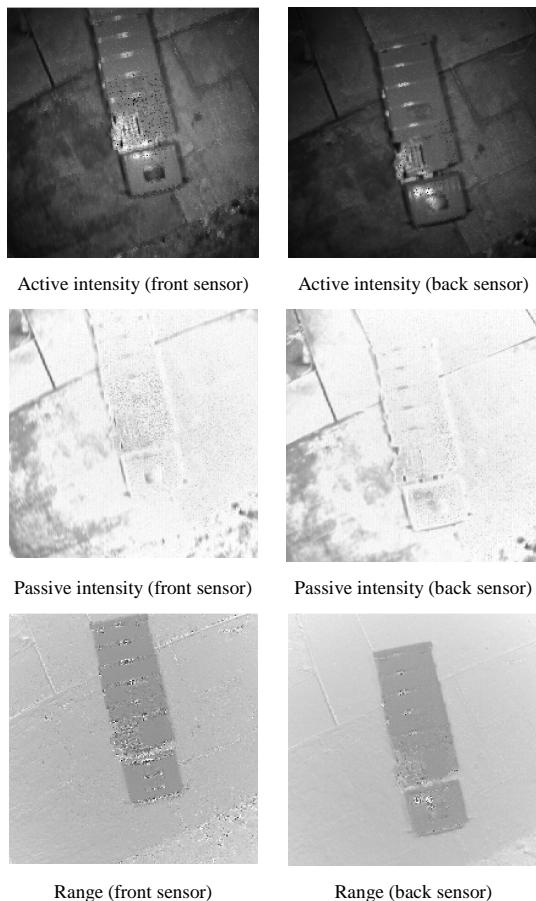 Active intensity (front sensor)
Active intensity (back sensor)
Passive intensity (front sensor)
Passive intensity (back sensor)
Range (front sensor)
Range (back sensor)